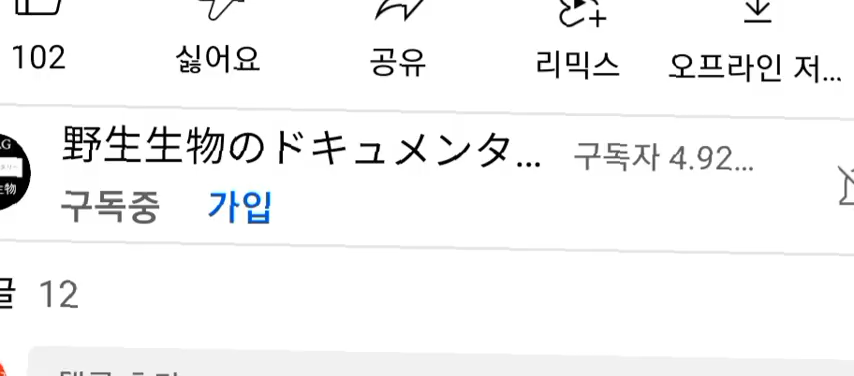 102 싫어요 공유 리믹스 오프라인 저...
野生生物のドキュメンタ... 구독자 4.92...
구독중 가입
글 12